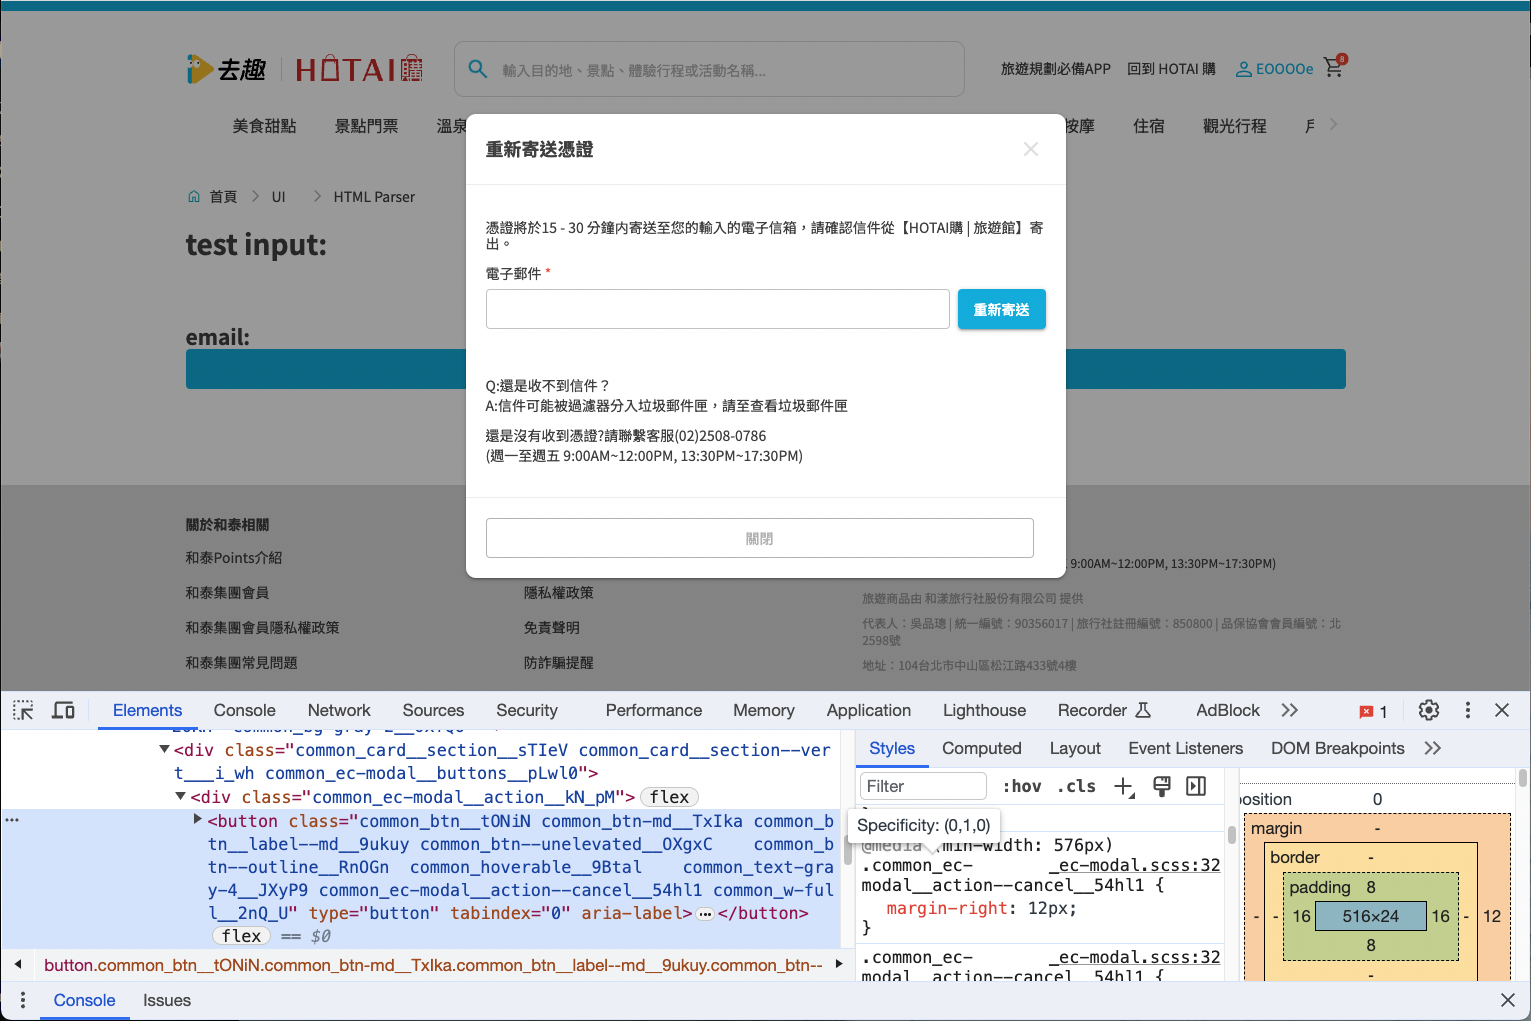 去趣 HOTAI購
輸入目的地、景點、體驗行程或活動名稱...
旅遊規劃必備APP 回到 HOTAI 購 EOOOOe 8
美食甜點 景點門票 溫泉 按摩 住宿 觀光行程
首頁 UI HTML Parser
test input:
email:
重新寄送憑證
憑證將於15 - 30 分鐘內寄送至您的輸入的電子信箱，請確認信件從【HOTAI購 | 旅遊館】寄
出。
電子郵件 *
重新寄送
Q:還是收不到信件？
A:信件可能被過濾器分入垃圾郵件匣，請至查看垃圾郵件匣
還是沒有收到憑證?請聯繫客服(02)2508-0786
(週一至週五 9:00AM~12:00PM, 13:30PM~17:30PM)
關閉
關於和泰相關
和泰Points介紹
和泰集團會員
和泰集團會員隱私權政策
和泰集團常見問題
隱私權政策
免責聲明
防詐騙提醒
9:00AM~12:00PM, 13:30PM~17:30PM)
旅遊商品由 和漾旅行社股份有限公司 提供
代表人：吳品璁 | 統一編號：90356017 | 旅行社註冊編號：850800 | 品保協會會員編號：北
2598號
地址：104台北市中山區松江路433號4樓
Elements Console Network Sources Security Performance Memory Application Lighthouse Recorder AdBlock 1
<div class="common_card__section__sTIeV common_card__section--ver
t___i_wh common_ec-modal__buttons__pLwl0">
<div class="common_ec-modal__action__kN_pM"> flex
<button class="common_btn__tONiN common_btn-md__TxIka common_b
tn__label--md__9ukuy common_btn--unelevated__OXgxC common_b
tn--outline__RnOGn common_hoverable__9Btal common_text-gra
y-4__JXyP9 common_ec-modal__action--cancel__54hl1 common_w-ful
l__2nQ_U" type="button" tabindex="0" aria-label> … </button>
flex == $0
button.common_btn__tONiN.common_btn-md__TxIka.common_btn__label--md__9ukuy.common_btn--
Styles Computed Layout Event Listeners DOM Breakpoints
Filter :hov .cls
Specificity: (0,1,0)
@media (min-width: 576px)
.common_ec- _ec-modal.scss:32
modal__action--cancel__54hl1 {
margin-right: 12px;
}
.common_ec- _ec-modal.scss:32
modal__action--cancel__54hl1 {
position 0
margin -
border -
padding 8
- - 16 516×24 16 - 12
8
-
Console Issues